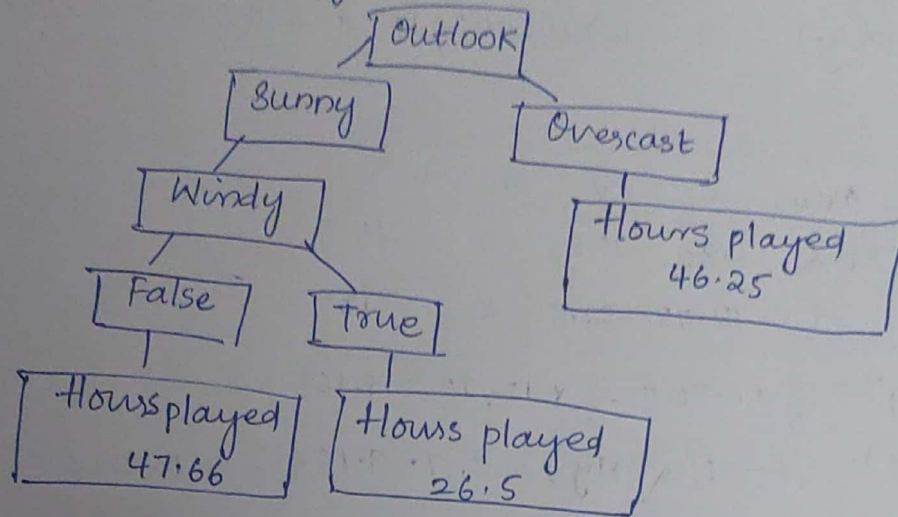 Outlook
Sunny
Overcast
Windy
Hours played
46.25
False
True
Hours played
47.66
Hours played
26.5